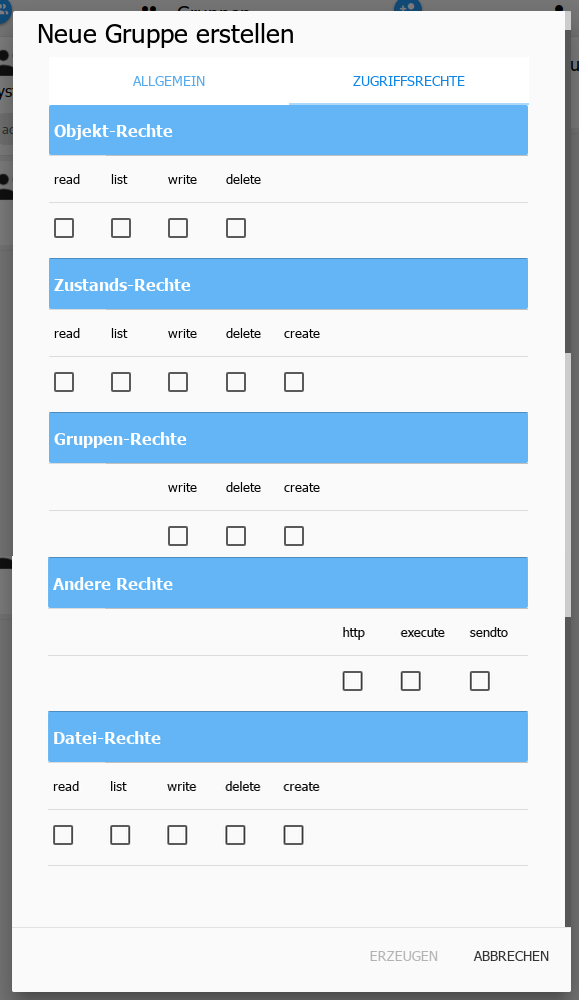 Neue Gruppe erstellen
ALLGEMEIN ZUGRIFFSRECHTE
Objekt-Rechte
read list write delete
Zustands-Rechte
read list write delete create
Gruppen-Rechte
write delete create
Andere Rechte
http execute sendto
Datei-Rechte
read list write delete create
ERZEUGEN ABBRECHEN